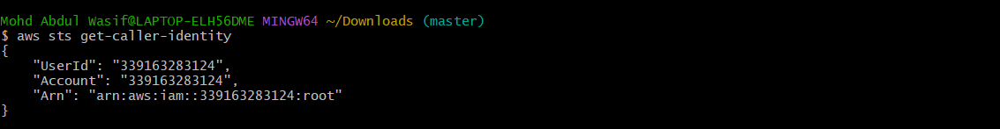 Mohd Abdul Wasif@LAPTOP-ELH56DME MINGW64 ~/Downloads (master)
$ aws sts get-caller-identity
{
    "UserId": "339163283124",
    "Account": "339163283124",
    "Arn": "arn:aws:iam::339163283124:root"
}